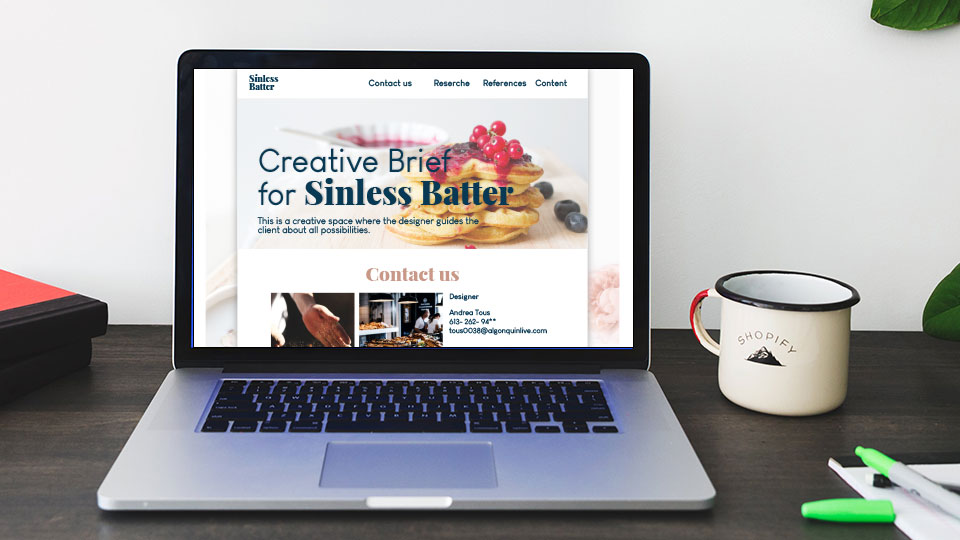 Sinless
Batter
Contact us Reserche References Content
Creative Brief
for Sinless Batter
This is a creative space where the designer guides the
client about all possibilities.
Contact us
Designer
Andrea Tous
613- 262- 94**
tous0038@algonquinlive.com
SHOPIFY